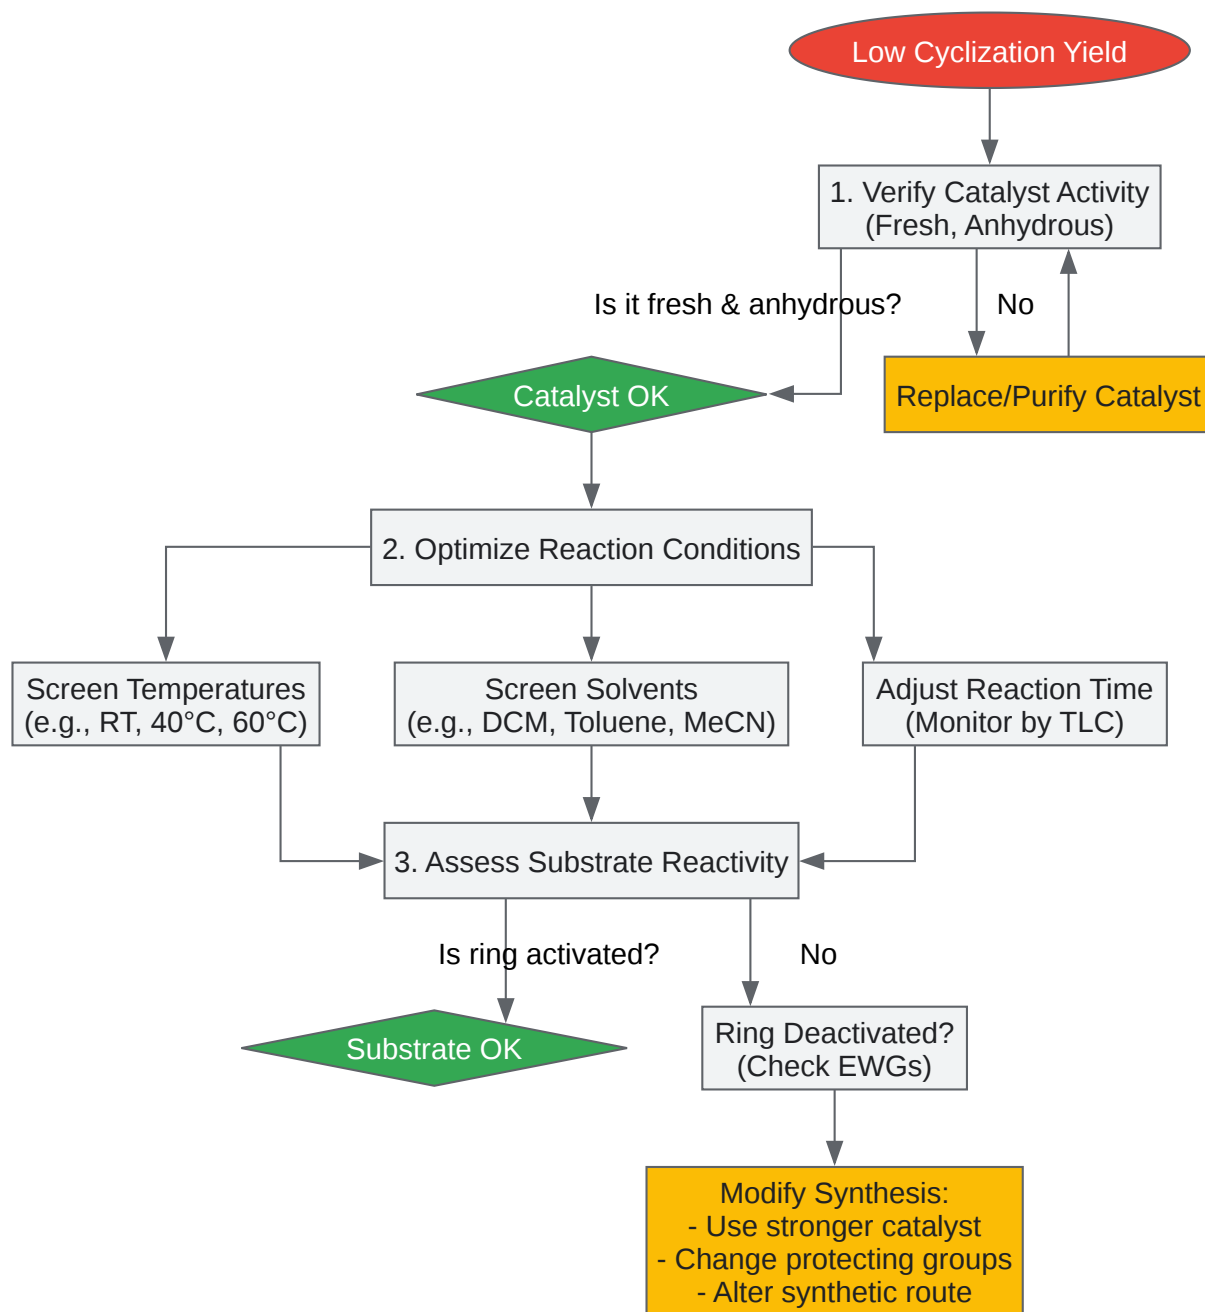 Low Cyclization Yield
1. Verify Catalyst Activity
(Fresh, Anhydrous)
Is it fresh & anhydrous?
No
Catalyst OK
Replace/Purify Catalyst
2. Optimize Reaction Conditions
Screen Temperatures
(e.g., RT, 40°C, 60°C)
Screen Solvents
(e.g., DCM, Toluene, MeCN)
Adjust Reaction Time
(Monitor by TLC)
3. Assess Substrate Reactivity
Is ring activated?
No
Substrate OK
Ring Deactivated?
(Check EWGs)
Modify Synthesis:
- Use stronger catalyst
- Change protecting groups
- Alter synthetic route